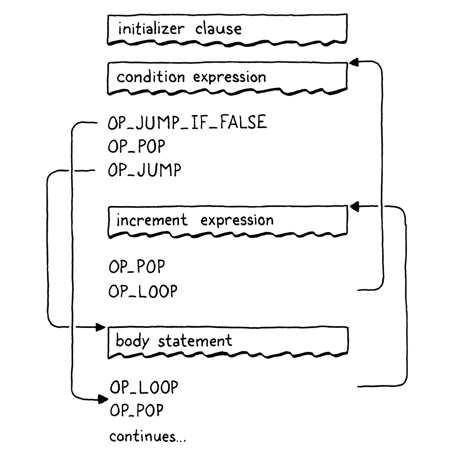 initializer clause
condition expression
OP_JUMP_IF_FALSE
OP_POP
OP_JUMP
increment expression
OP_POP
OP_LOOP
body statement
OP_LOOP
OP_POP
continues...